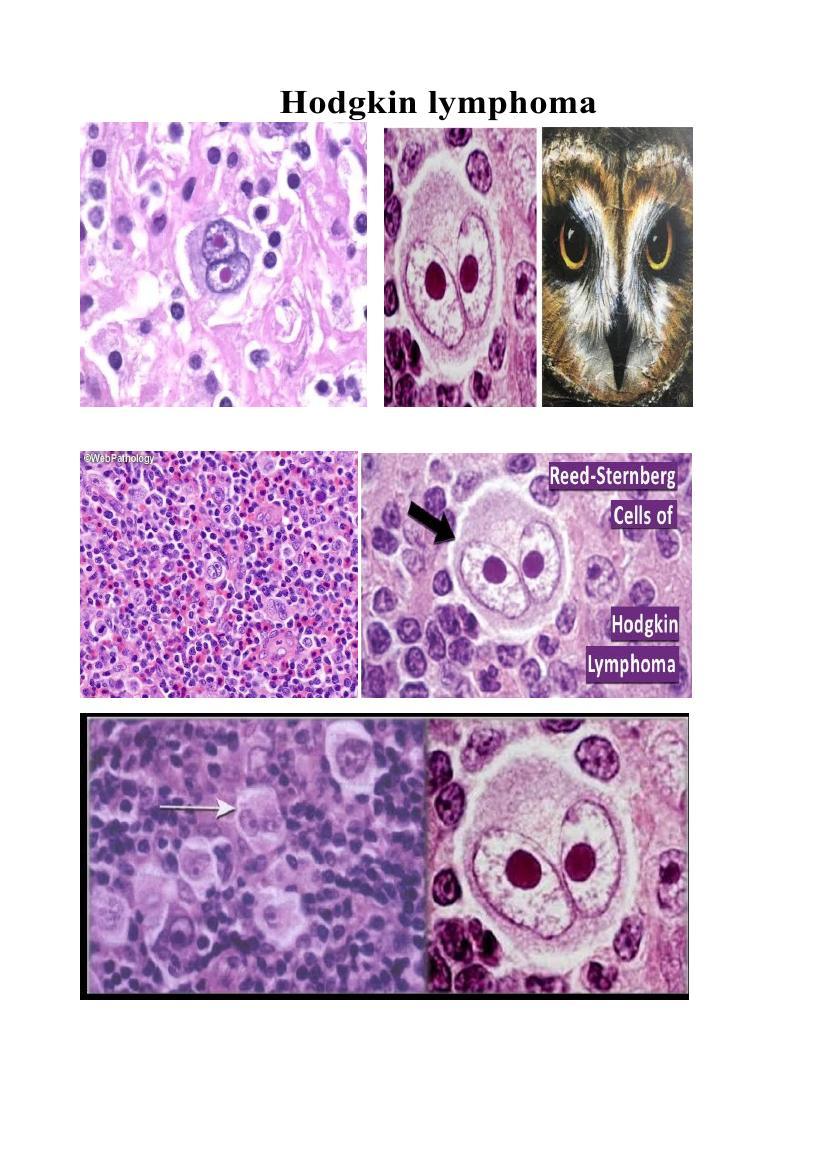 Hodgkin lymphoma
©WebPathology
Reed-Sternberg
Cells of
Hodgkin
Lymphoma